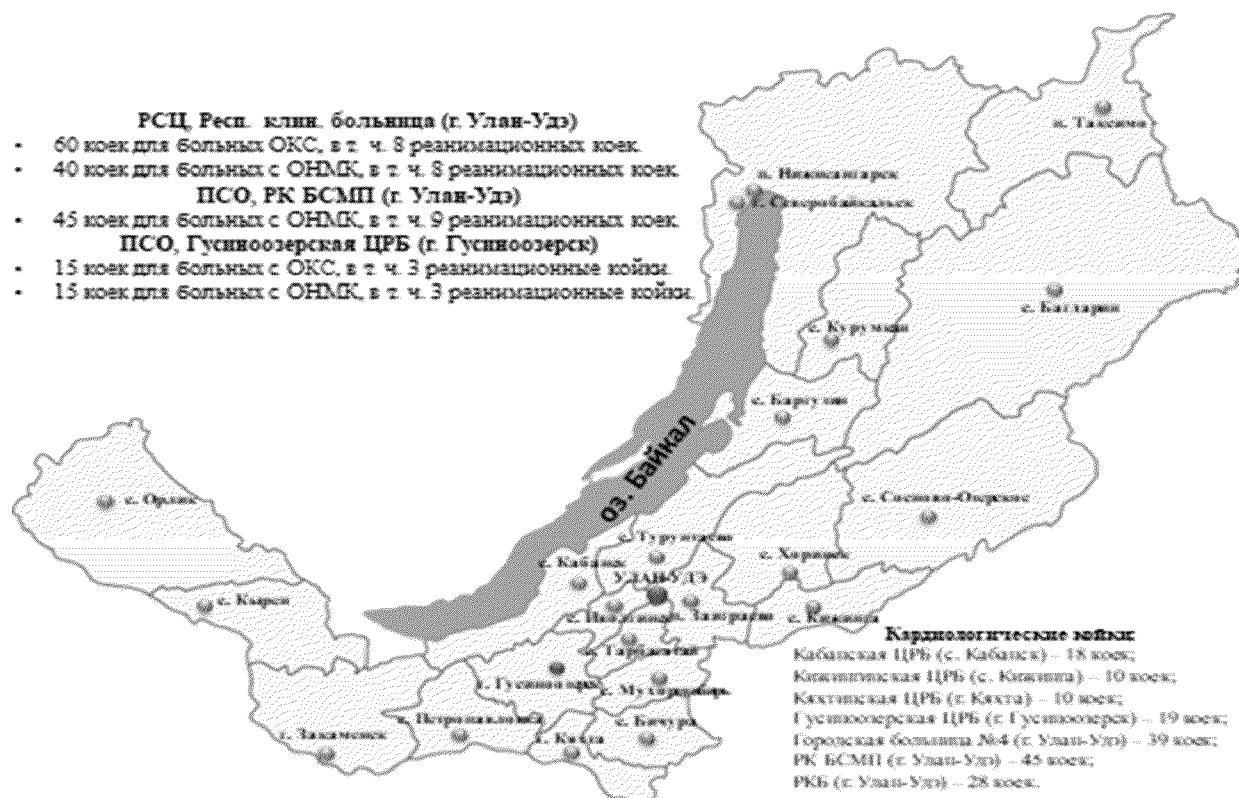 РСЦ, Респ. клин. больница (г. Улан-Удэ)
• 60 коек для больных ОКС, в т. ч. 8 реанимационных коек.
• 40 коек для больных с ОНМК, в т. ч. 8 реанимационных коек.
ПСО, РК БСМП (г. Улан-Удэ)
• 45 коек для больных с ОНМК, в т. ч. 9 реанимационных коек.
ПСО, Гусиноозерская ЦРБ (г. Гусиноозерск)
• 15 коек для больных с ОКС, в т. ч. 3 реанимационные койки.
• 15 коек для больных с ОНМК, в т. ч. 3 реанимационные койки.
п. Таксимо
п. Нижнеангарск
г. Северобайкальск
с. Багдарин
с. Курумкан
с. Баргузин
оз. Байкал
с. Орлик
с. Сосново-Озерское
с. Турунтаево
с. Хоринск
с. Кабанск
УЛАН-УДЭ
с. Кырен
с. Иволгинск
п. Заиграево
с. Кижинга
с. Тарбагатай
г. Гусиноозерск
с. Мухоршибирь
с. Петропавловка
с. Бичура
г. Закаменск
г. Кяхта
Кардиологические койки:
Кабанская ЦРБ (с. Кабанск) – 18 коек;
Кижингинская ЦРБ (с. Кижинга) – 10 коек;
Кяхтинская ЦРБ (г. Кяхта) – 10 коек;
Гусиноозерская ЦРБ (г. Гусиноозерск) – 19 коек;
Городская больница №4 (г. Улан-Удэ) – 39 коек;
РК БСМП (г. Улан-Удэ) – 45 коек;
РКБ (г. Улан-Удэ) – 28 коек.